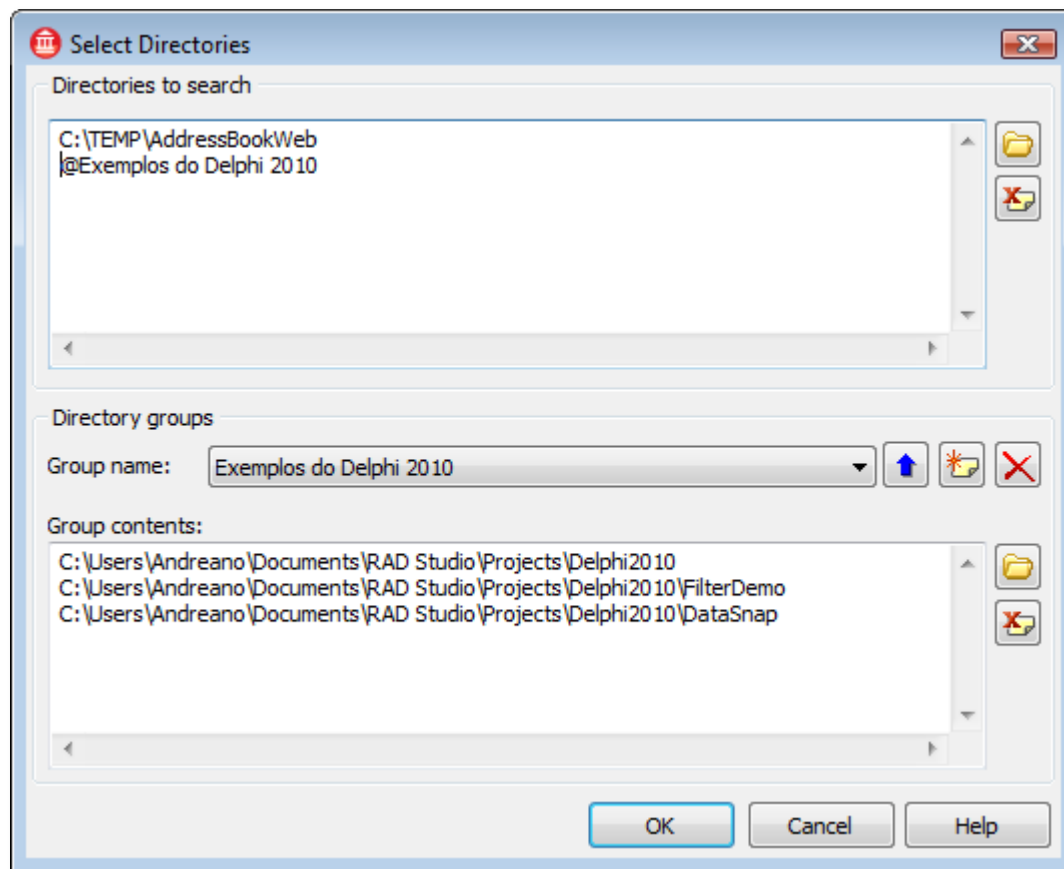 Select Directories
Directories to search
C:\TEMP\AddressBookWeb
@Exemplos do Delphi 2010
Directory groups
Group name:
Exemplos do Delphi 2010
Group contents:
C:\Users\Andreano\Documents\RAD Studio\Projects\Delphi2010
C:\Users\Andreano\Documents\RAD Studio\Projects\Delphi2010\FilterDemo
C:\Users\Andreano\Documents\RAD Studio\Projects\Delphi2010\DataSnap
OK Cancel Help